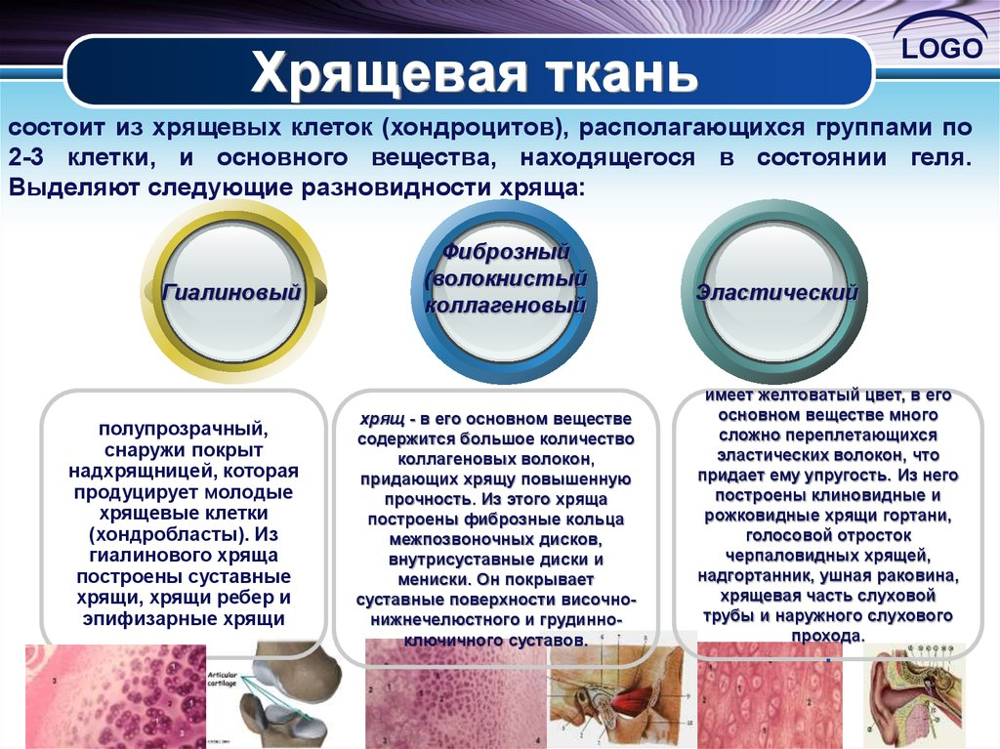 LOGO
Хрящевая ткань
состоит из хрящевых клеток (хондроцитов), располагающихся группами по
2-3 клетки, и основного вещества, находящегося в состоянии геля.
Выделяют следующие разновидности хряща:
Гиалиновый
Фиброзный
(волокнистый
коллагеновый
Эластический
полупрозрачный,
снаружи покрыт
надхрящницей, которая
продуцирует молодые
хрящевые клетки
(хондробласты). Из
гиалинового хряща
построены суставные
хрящи, хрящи ребер и
эпифизарные хрящи
хрящ - в его основном веществе
содержится большое количество
коллагеновых волокон,
придающих хрящу повышенную
прочность. Из этого хряща
построены фиброзные кольца
межпозвоночных дисков,
внутрисуставные диски и
мениски. Он покрывает
суставные поверхности височно-
нижнечелюстного и грудинно-
ключичного суставов.
имеет желтоватый цвет, в его
основном веществе много
сложно переплетающихся
эластических волокон, что
придает ему упругость. Из него
построены клиновидные и
рожковидные хрящи гортани,
голосовой отросток
черпаловидных хрящей,
надгортанник, ушная раковина,
хрящевая часть слуховой
трубы и наружного слухового
прохода.
Articular
cartilage